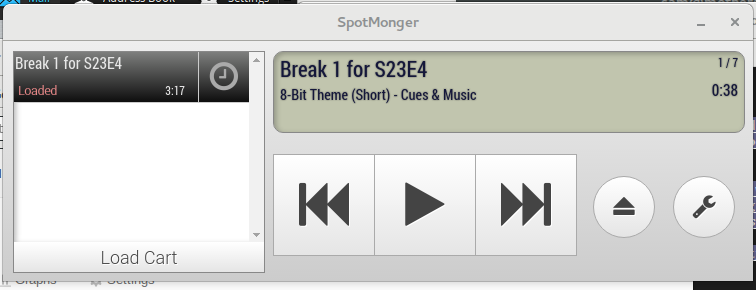 Mail
Address Book
Settings
SpotMonger
Break 1 for S23E4
Loaded
3:17
Break 1 for S23E4
1 / 7
8-Bit Theme (Short) - Cues & Music
0:38
Load Cart
Graphs
Settings